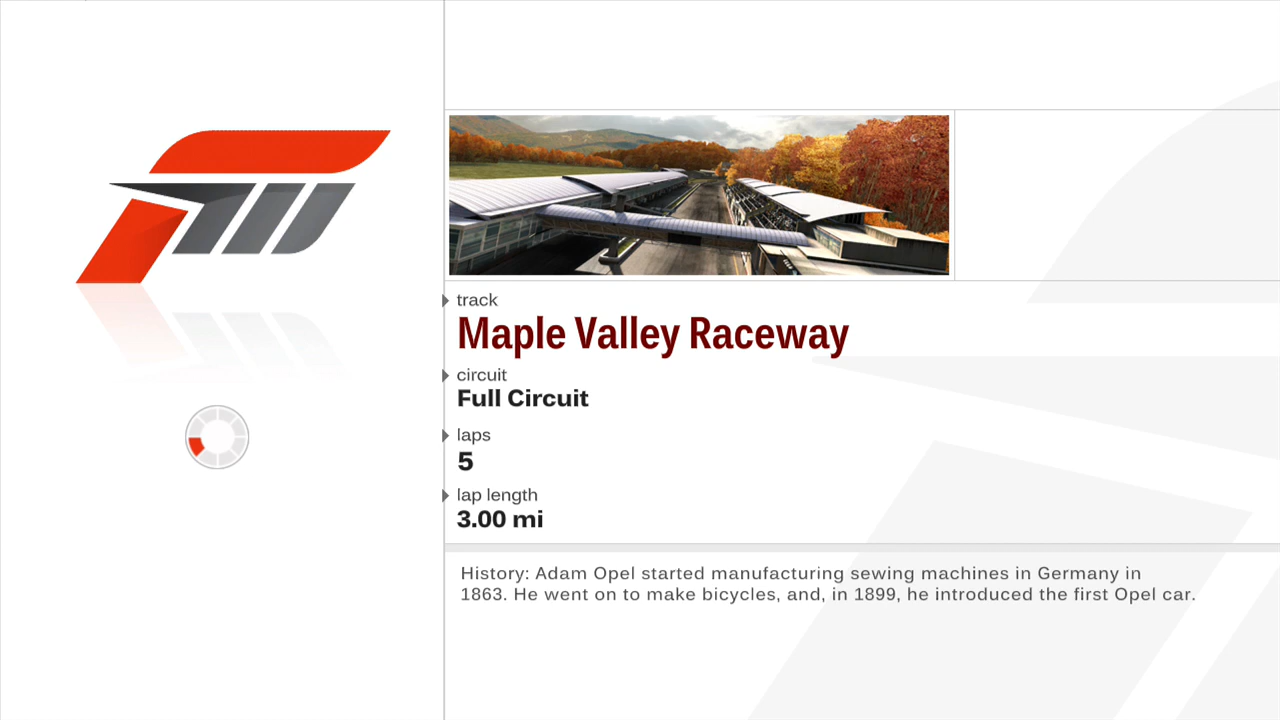 track
Maple Valley Raceway
circuit
Full Circuit
laps
5
lap length
3.00 mi
History: Adam Opel started manufacturing sewing machines in Germany in
1863. He went on to make bicycles, and, in 1899, he introduced the first Opel car.